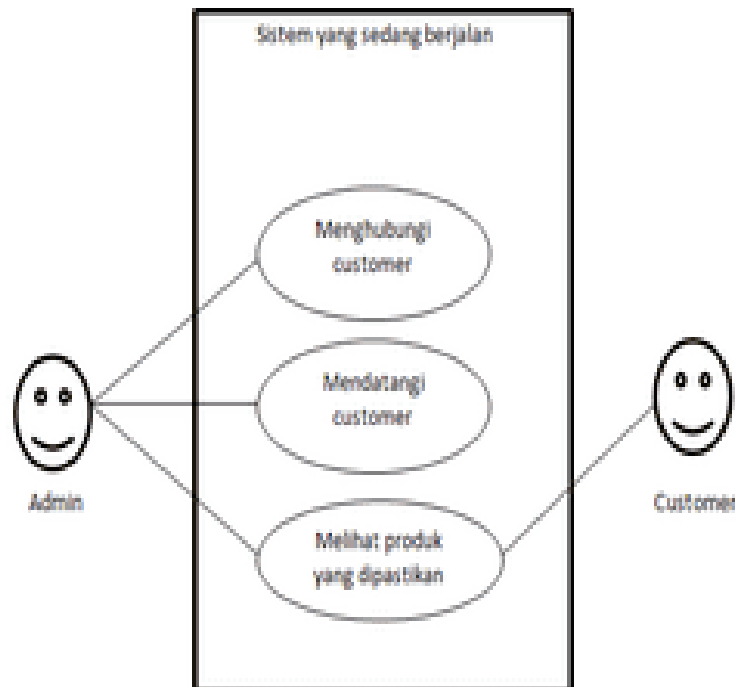 Sistem yang sedang berjalan
Menghubungi
customer
Mendatangi
customer
Admin
Customer
Melihat produk
yang dipastikan